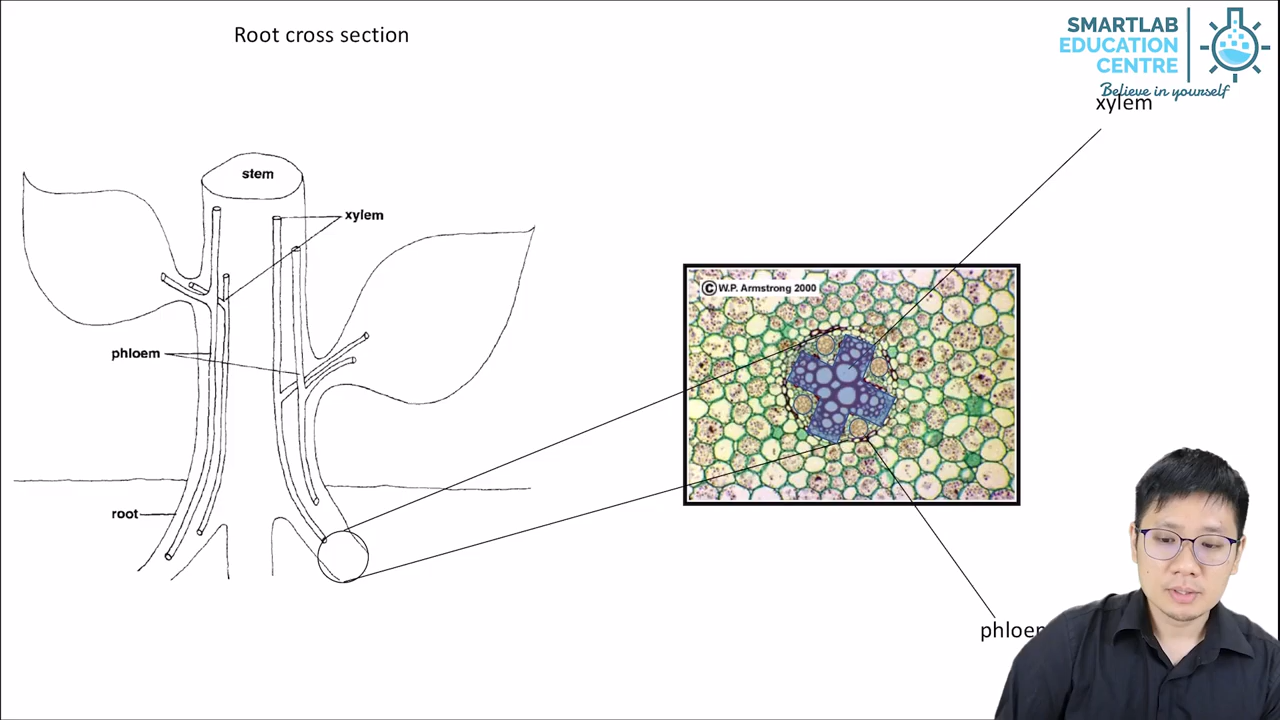 Root cross section
SMARTLAB
EDUCATION
CENTRE
Believe in yourself
xylem
stem
xylem
© W.P. Armstrong 2000
phloem
root